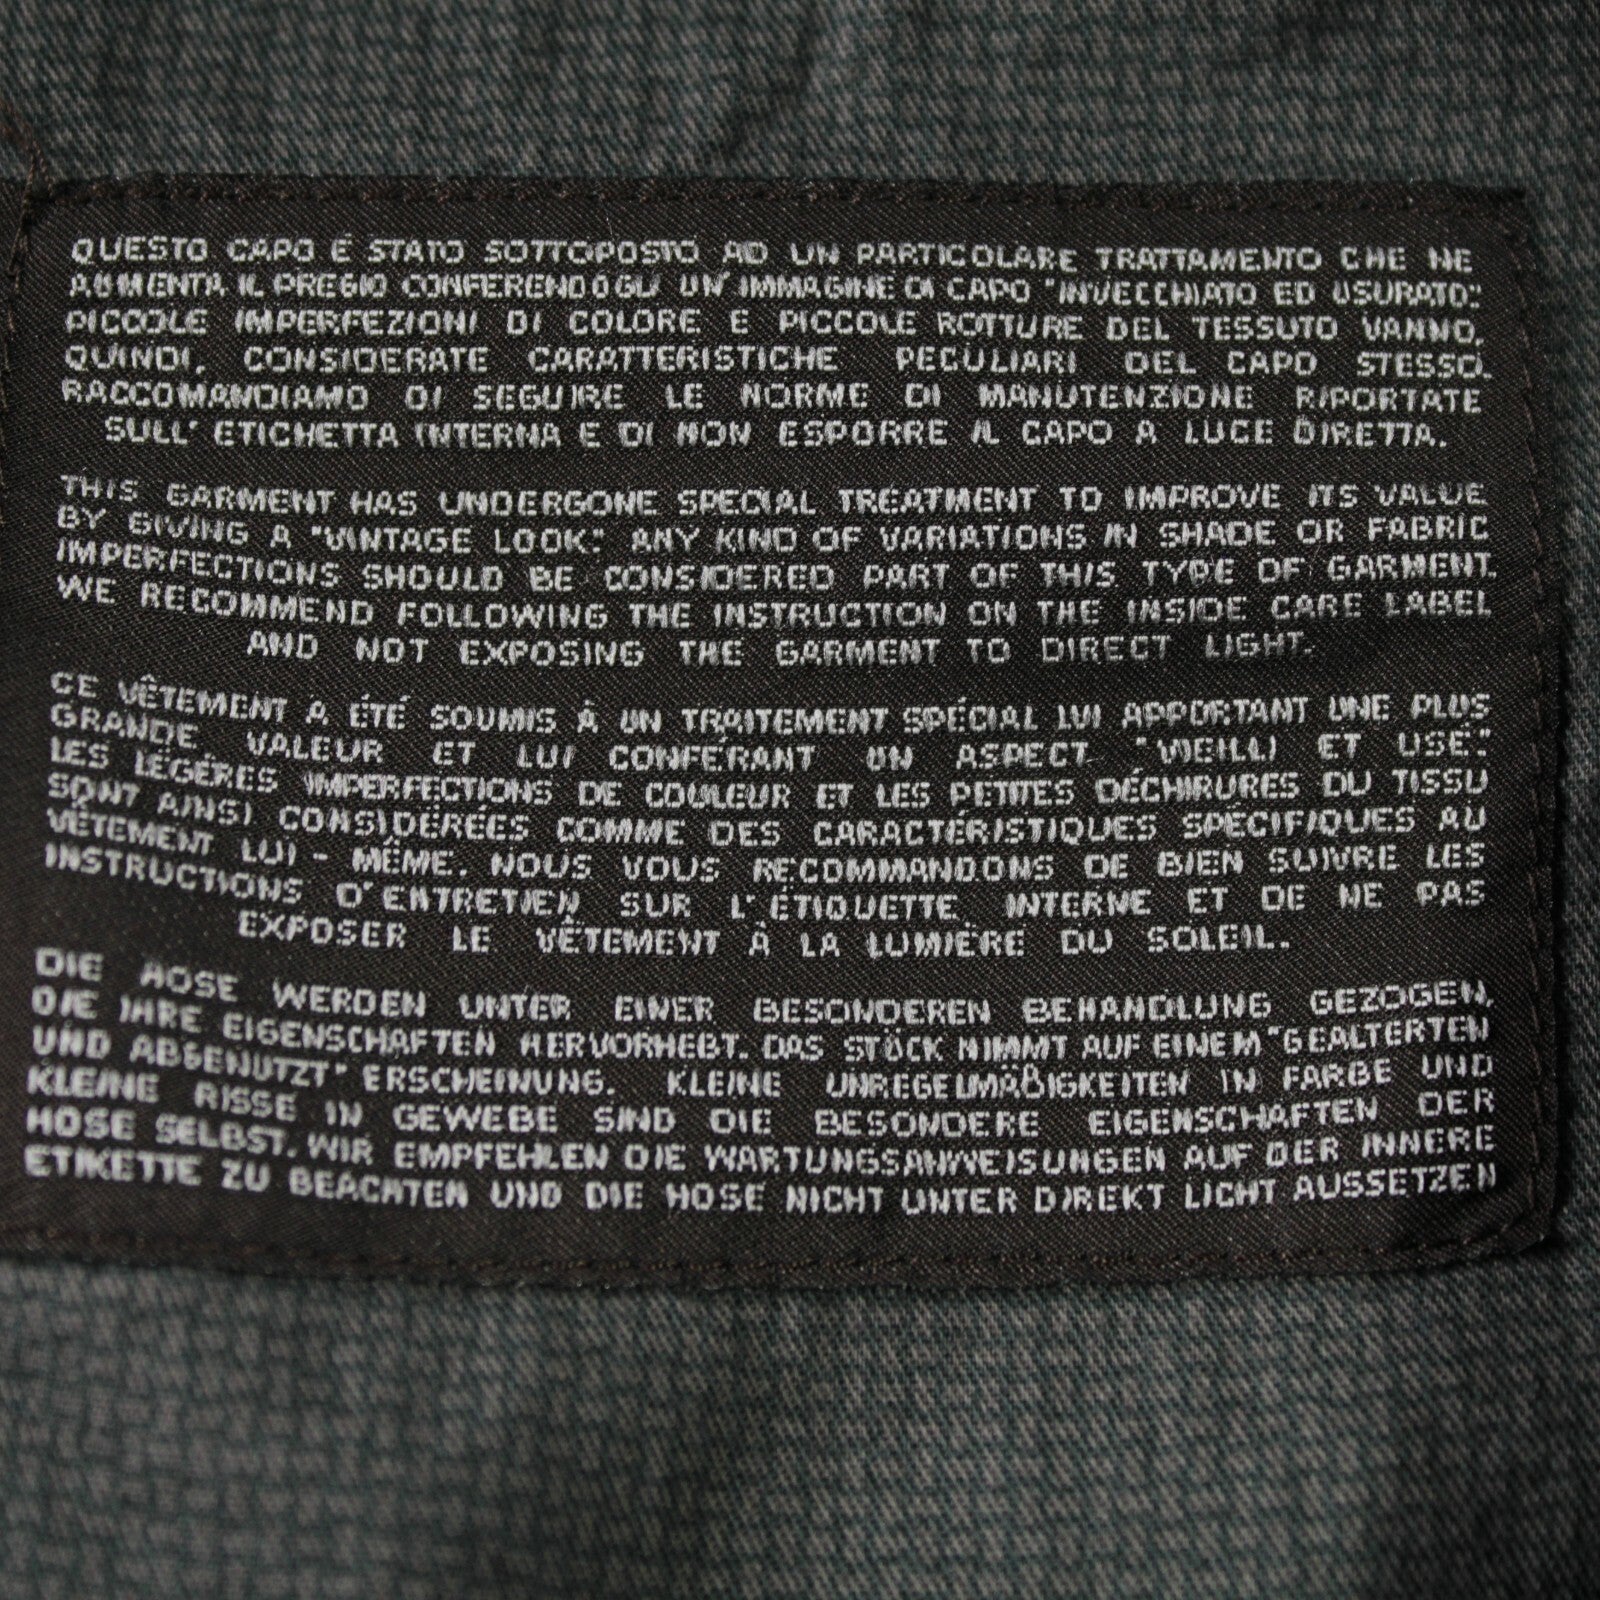 QUESTO CAPO È STATO SOTTOPOSTO AD UN PARTICOLARE TRATTAMENTO CHE NE
AUMENTA IL PREGIO CONFERENDOGLI UN'IMMAGINE DI CAPO "INVECCHIATO ED USURATO".
PICCOLE IMPERFEZIONI DI COLORE E PICCOLE ROTTURE DEL TESSUTO VANNO,
QUINDI, CONSIDERATE CARATTERISTICHE PECULIARI DEL CAPO STESSO.
RACCOMANDIAMO DI SEGUIRE LE NORME DI MANUTENZIONE RIPORTATE
SULL' ETICHETTA INTERNA E DI NON ESPORRE IL CAPO A LUCE DIRETTA.
THIS GARMENT HAS UNDERGONE SPECIAL TREATMENT TO IMPROVE ITS VALUE
BY GIVING A "VINTAGE LOOK". ANY KIND OF VARIATIONS IN SHADE OR FABRIC
IMPERFECTIONS SHOULD BE CONSIDERED PART OF THIS TYPE OF GARMENT.
WE RECOMMEND FOLLOWING THE INSTRUCTION ON THE INSIDE CARE LABEL
AND NOT EXPOSING THE GARMENT TO DIRECT LIGHT.
CE VÊTEMENT A ÉTÉ SOUMIS À UN TRAITEMENT SPÉCIAL LUI APPORTANT UNE PLUS
GRANDE VALEUR ET LUI CONFÉRANT UN ASPECT "VIEILLI ET USÉ".
LES LÉGÈRES IMPERFECTIONS DE COULEUR ET LES PETITES DÉCHIRURES DU TISSU
SONT AINSI CONSIDÉRÉES COMME DES CARACTÉRISTIQUES SPÉCIFIQUES AU
VÊTEMENT LUI - MÊME. NOUS VOUS RECOMMANDONS DE BIEN SUIVRE LES
INSTRUCTIONS D'ENTRETIEN SUR L'ÉTIQUETTE INTERNE ET DE NE PAS
EXPOSER LE VÊTEMENT À LA LUMIÈRE DU SOLEIL.
DIE HOSE WERDEN UNTER EINER BESONDEREN BEHANDLUNG GEZOGEN,
DIE IHRE EIGENSCHAFTEN HERVORHEBT. DAS STÜCK NIMMT AUF EINEM "GEALTERTEN
UND ABGENUTZT" ERSCHEINUNG. KLEINE UNREGELMÄßIGKEITEN IN FARBE UND
KLEINE RISSE IN GEWEBE SIND DIE BESONDERE EIGENSCHAFTEN DER
HOSE SELBST. WIR EMPFEHLEN DIE WARTUNGSANWEISUNGEN AUF DER INNERE
ETIKETTE ZU BEACHTEN UND DIE HOSE NICHT UNTER DIREKT LICHT AUSSETZEN